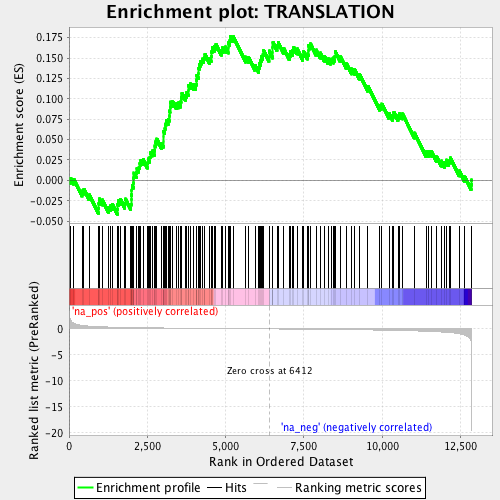 Enrichment plot: TRANSLATION
Enrichment score (ES)
0.175
0.150
0.125
0.100
0.075
0.050
0.025
0.000
-0.025
-0.050
'na_pos' (positively correlated)
Ranked list metric (PreRanked)
0
-5
-10
-15
-20
Zero cross at 6412
'na_neg' (negatively correlated)
0
2,500
5,000
7,500
10,000
12,500
Rank in Ordered Dataset
Enrichment profile
Hits
Ranking metric scores